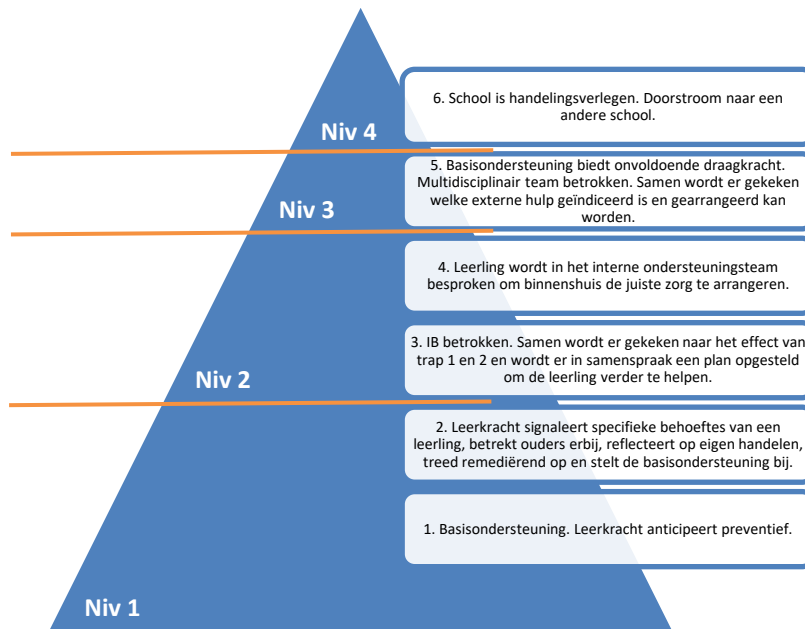 6. School is handelingsverlegen. Doorstroom naar een
andere school.
Niv 4
5. Basisondersteuning biedt onvoldoende draagkracht.
Multidisciplinair team betrokken. Samen wordt er gekeken
welke externe hulp geïndiceerd is en gearrangeerd kan
worden.
Niv 3
4. Leerling wordt in het interne ondersteuningsteam
besproken om binnenshuis de juiste zorg te arrangeren.
3. IB betrokken. Samen wordt er gekeken naar het effect van
trap 1 en 2 en wordt er in samenspraak een plan opgesteld
om de leerling verder te helpen.
Niv 2
2. Leerkracht signaleert specifieke behoeftes van een
leerling, betrekt ouders erbij, reflecteert op eigen handelen,
treed remediërend op en stelt de basisondersteuning bij.
1. Basisondersteuning. Leerkracht anticipeert preventief.
Niv 1